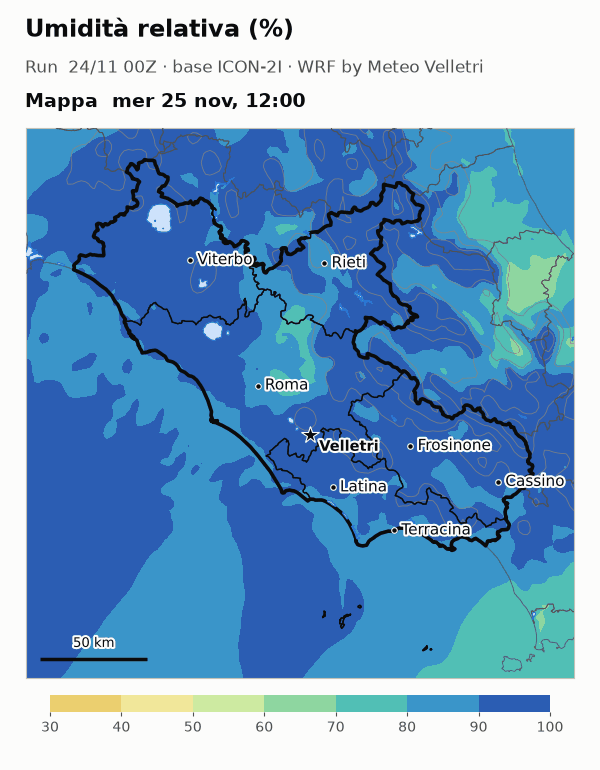 Umidità relativa (%)
Run  24/11 00Z · base ICON-2I · WRF by Meteo Velletri
Mappa  mer 25 nov, 12:00
Viterbo
Rieti
Roma
Velletri
Frosinone
Latina
Cassino
Terracina
50 km
30 40 50 60 70 80 90 100